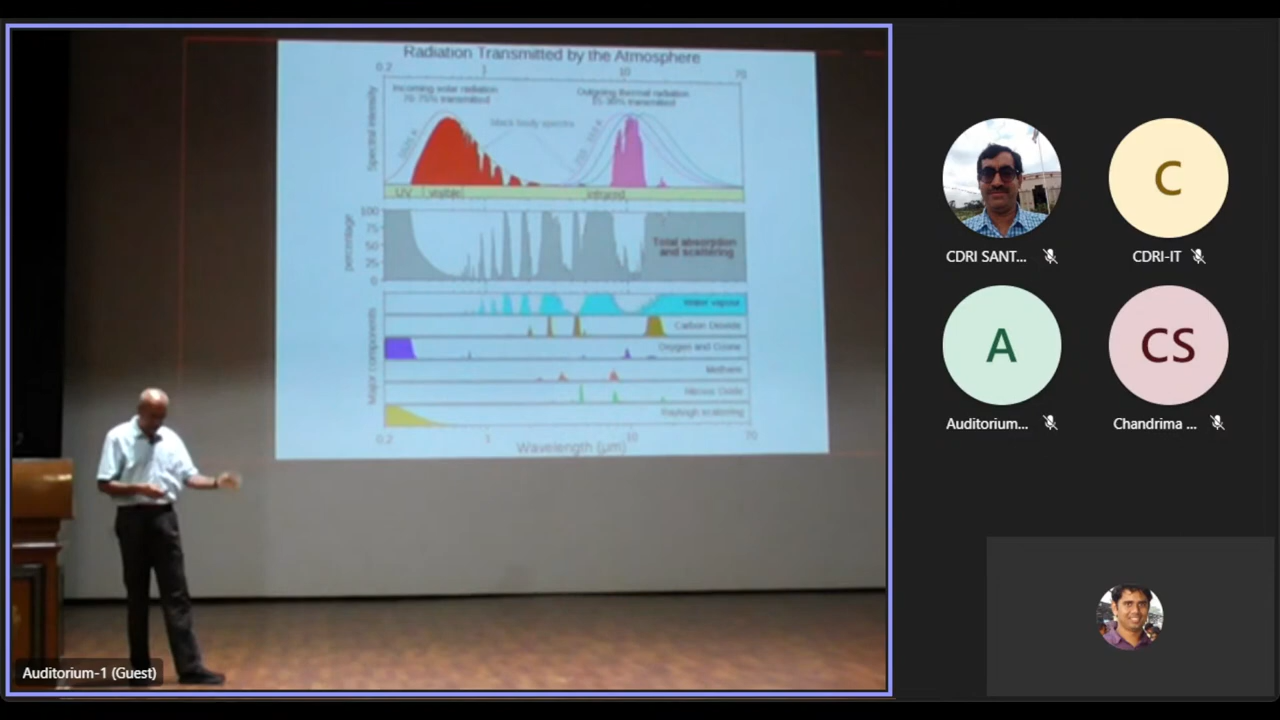 Radiation Transmitted by the Atmosphere
0.2 1 10 70
Spectral Intensity
Incoming solar radiation
70-75% transmitted
Outgoing thermal radiation
15-30% transmitted
black body spectra
UV visible infrared
percentage
100
75
50
25
0
Total absorption
and scattering
Major components
Water vapour
Carbon Dioxide
Oxygen and Ozone
Methane
Nitrous Oxide
Rayleigh scattering
0.2 1 10 70
Wavelength (µm)
CDRI SANT...
C
CDRI-IT
A
Auditorium...
CS
Chandrima ...
Auditorium-1 (Guest)